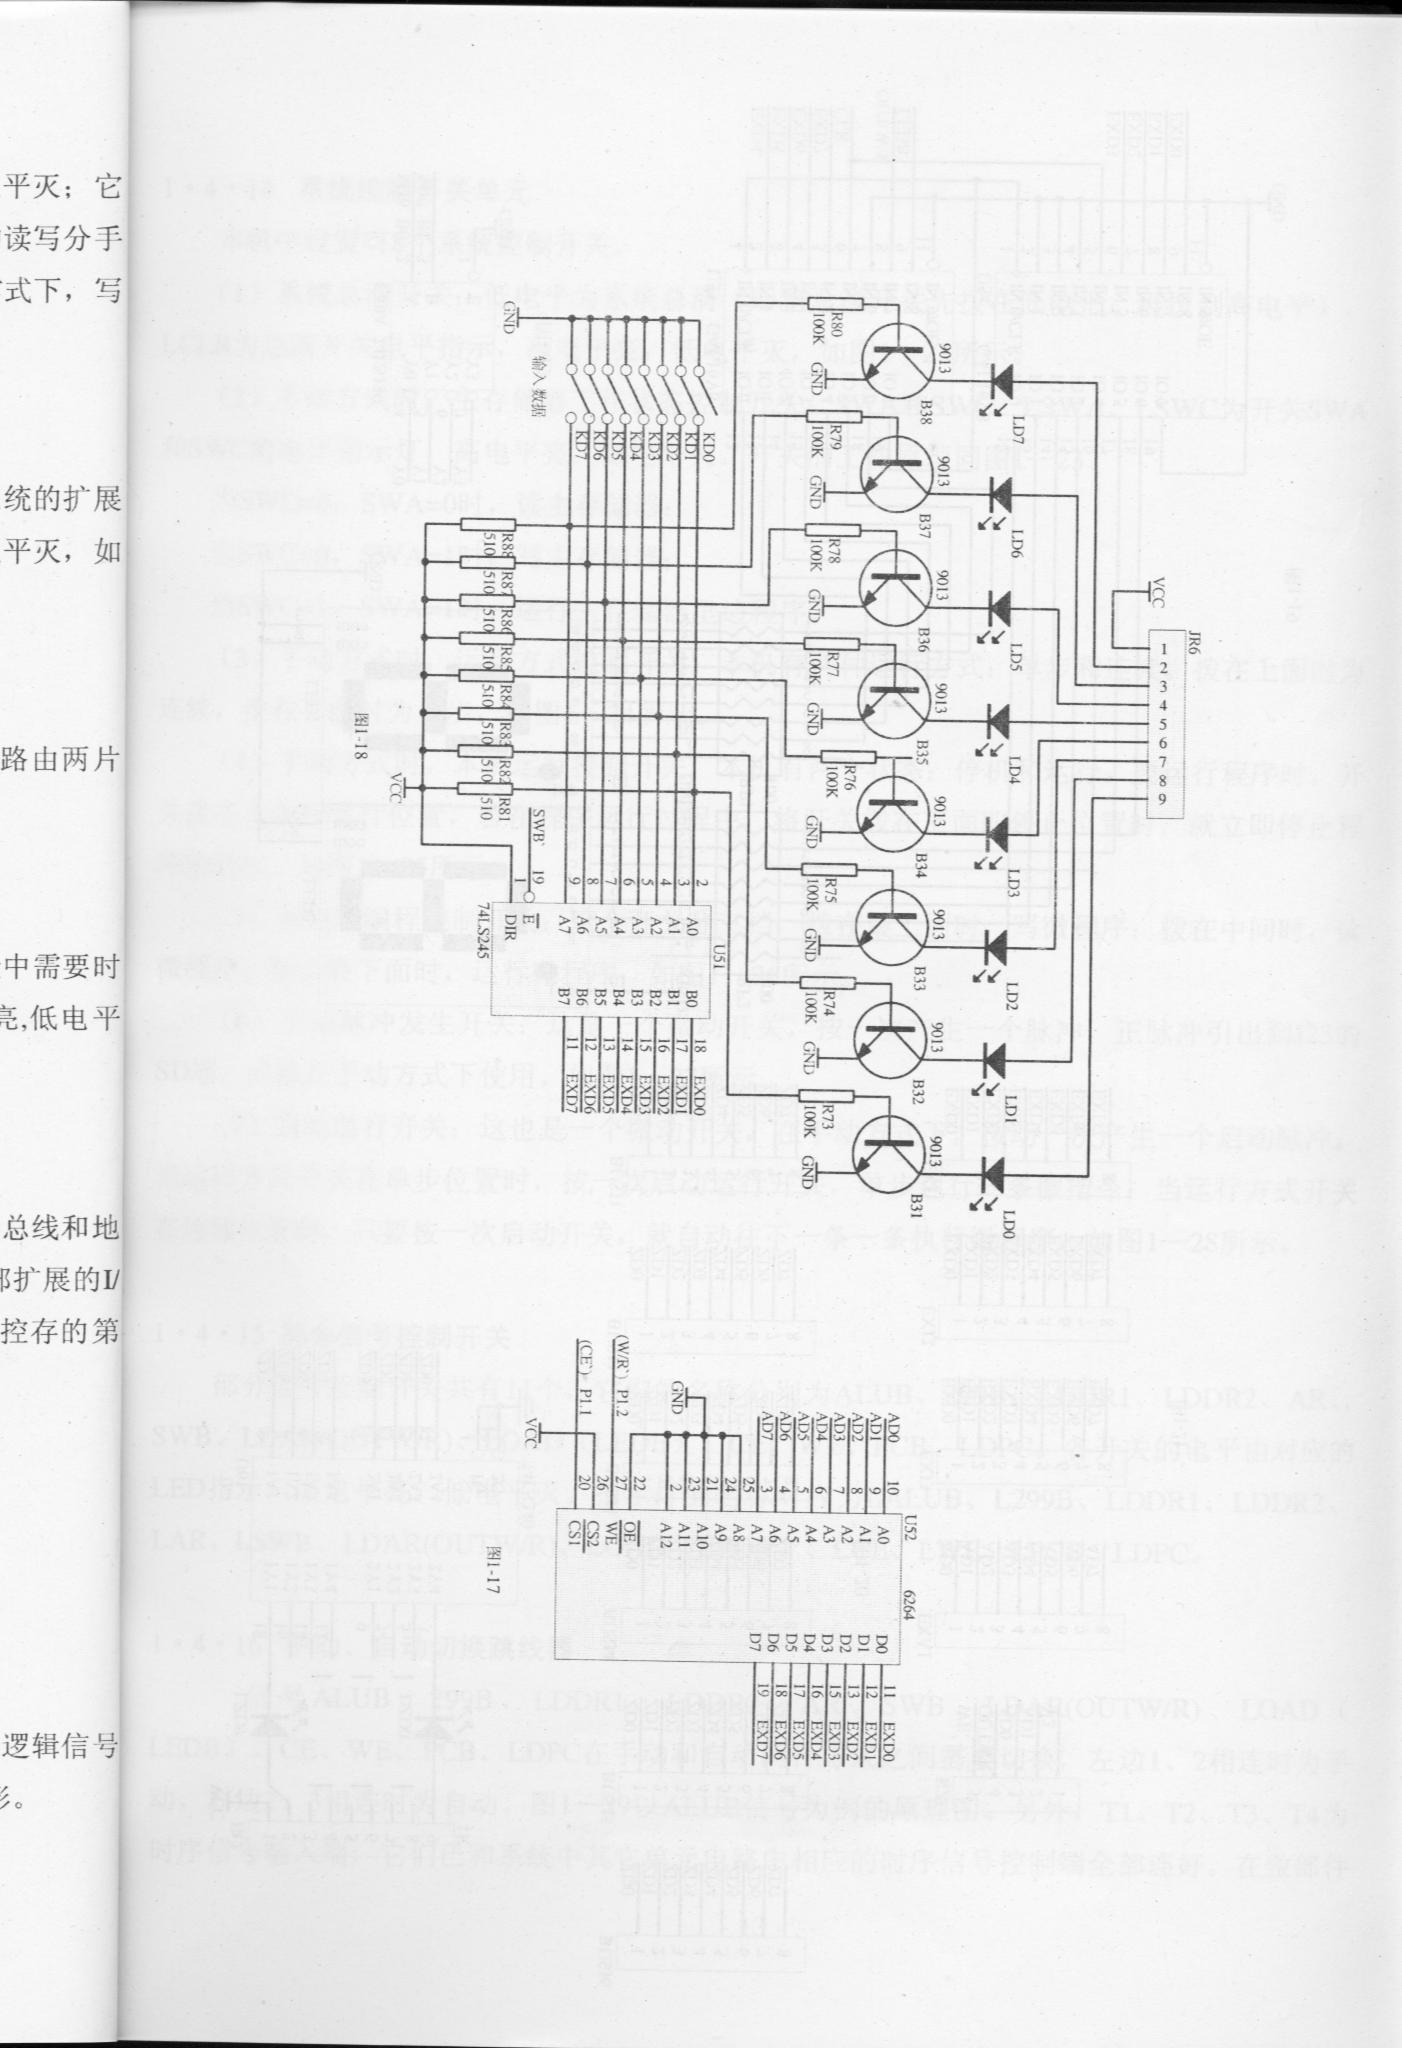 平灭；它
读写分手
式下，写
统的扩展
平灭，如
路由两片
中需要时
亮,低电平
总线和地
部扩展的I/
控存的第
逻辑信号
形。
VCC
JR6
1
2
3
4
5
6
7
8
9
LD7
LD6
LD5
LD4
LD3
LD2
LD1
LD0
9013
9013
9013
9013
9013
9013
9013
9013
B38
B37
B36
B35
B34
B33
B32
B31
R80
R79
R78
R77
R76
R75
R74
R73
100K
100K
100K
100K
100K
100K
100K
100K
GND
GND
GND
GND
GND
GND
GND
GND
GND
输入数据
KD0
KD1
KD2
KD3
KD4
KD5
KD6
KD7
R88
R87
R86
R85
R84
R83
R82
R81
510
510
510
510
510
510
510
510
VCC
SWB`
图1-18
2
3
4
5
6
7
8
9
19
1
U51
A0 B0
A1 B1
A2 B2
A3 B3
A4 B4
A5 B5
A6 B6
A7 B7
E
DIR
74LS245
18 EXD0
17 EXD1
16 EXD2
15 EXD3
14 EXD4
13 EXD5
12 EXD6
11 EXD7
U52 6264
10 A0 D0 11 EXD0
AD1 9 A1 D1 12 EXD1
AD2 8 A2 D2 13 EXD2
AD3 7 A3 D3 15 EXD3
AD4 6 A4 D4 16 EXD4
AD5 5 A5 D5 17 EXD5
AD6 4 A6 D6 18 EXD6
AD7 3 A7 D7 19 EXD7
25 A8
24 A9
21 A10
23 A11
2 A12
GND
22 OE
(W/R`) P1.2 27 WE
26 CS2
(CE`) P1.1 20 CS1
VCC
图1-17